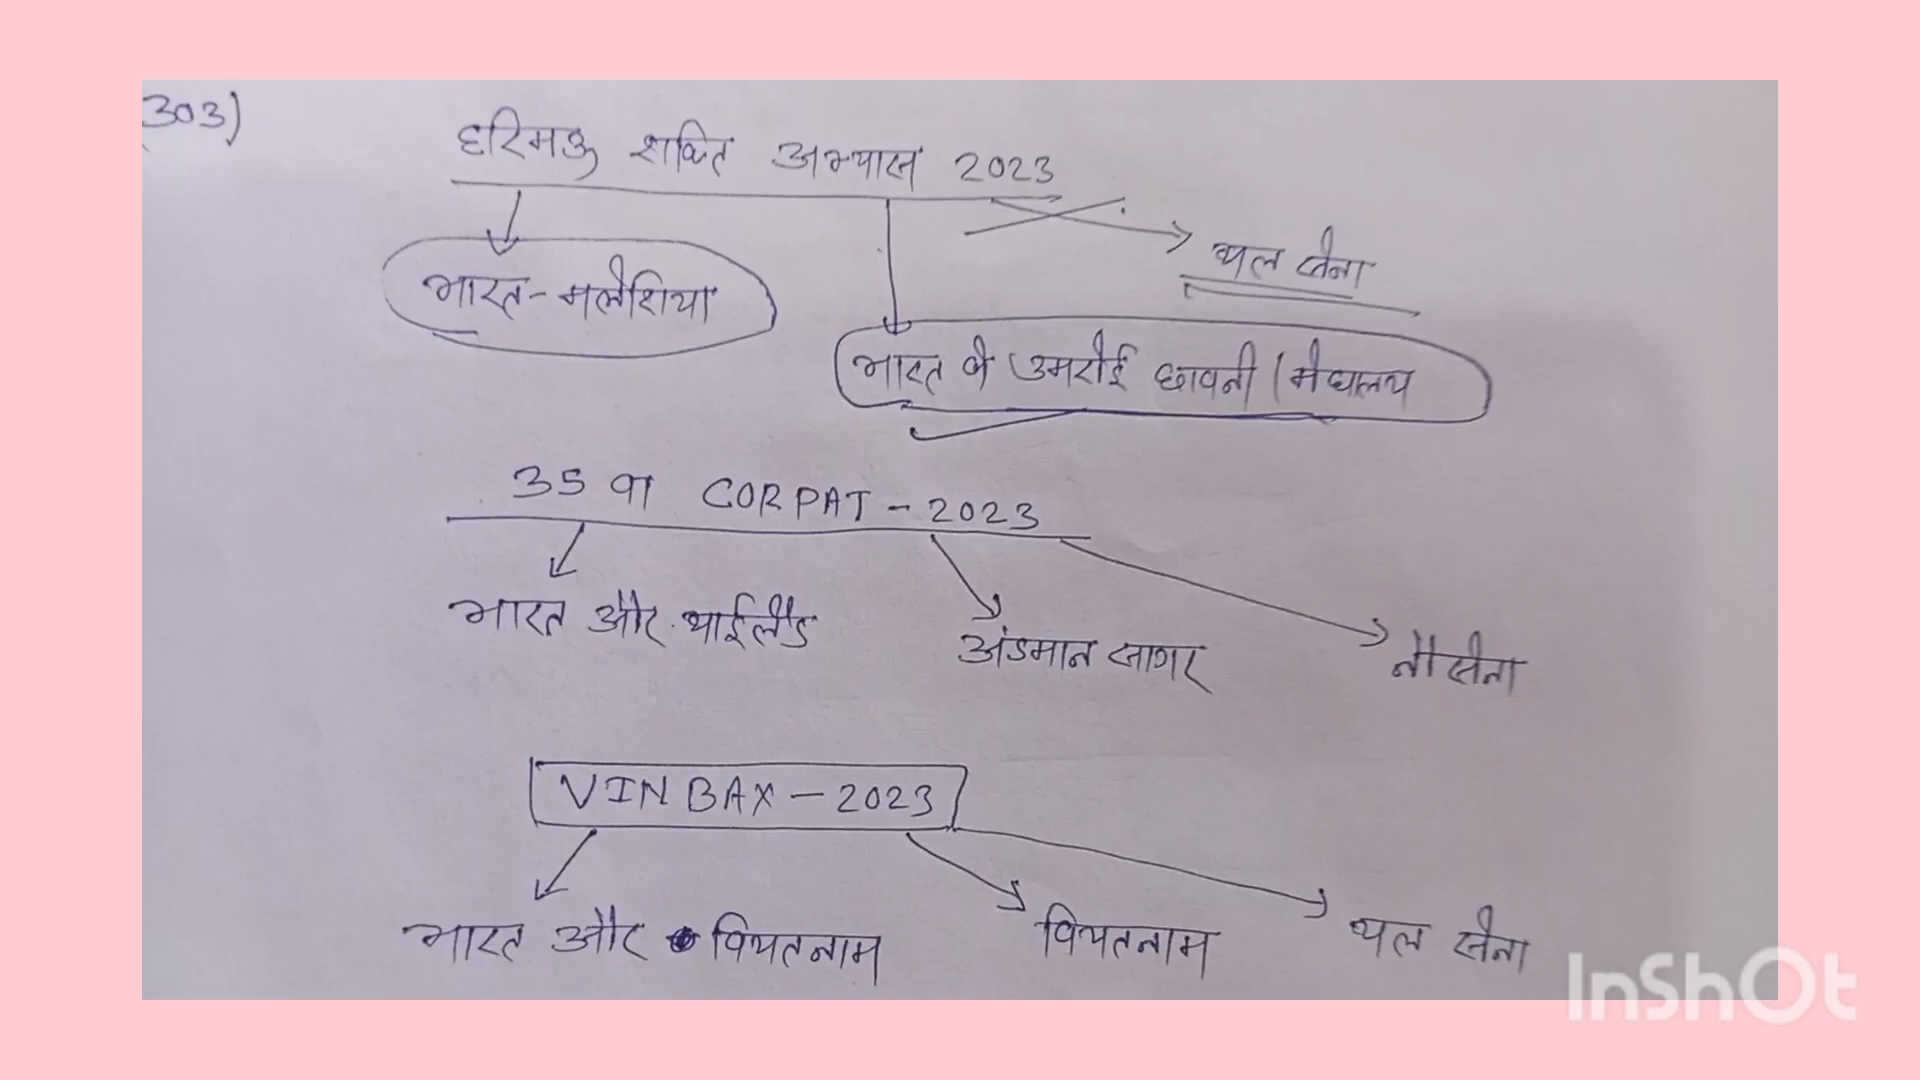 303)
हरिमऊ शक्ति अभ्यास 2023
थल सेना
भारत-मलेशिया
भारत के उमरोई छावनी/मेघालय
35 वा CORPAT-2023
भारत और थाईलैंड
अंडमान सागर
नौसेना
VINBAX-2023
भारत और वियतनाम
वियतनाम
थल सेना
InShOt